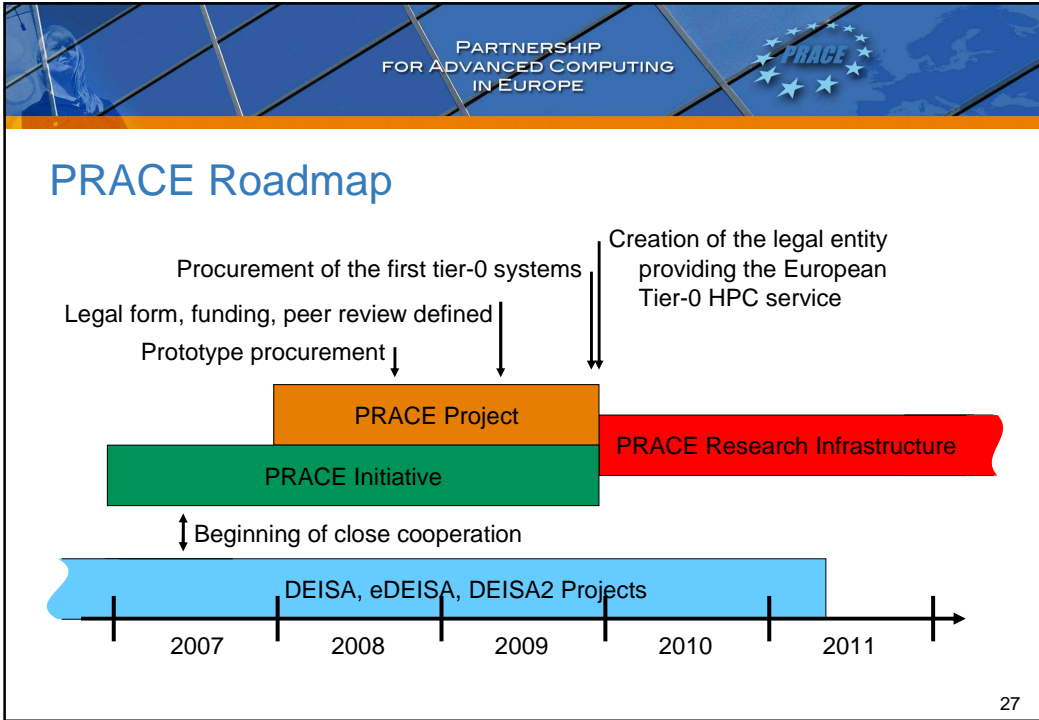 PARTNERSHIP
FOR ADVANCED COMPUTING
IN EUROPE
PRACE
PRACE Roadmap
Creation of the legal entity
providing the European
Tier-0 HPC service
Procurement of the first tier-0 systems
Legal form, funding, peer review defined
Prototype procurement
PRACE Project
PRACE Research Infrastructure
PRACE Initiative
Beginning of close cooperation
DEISA, eDEISA, DEISA2 Projects
2007 2008 2009 2010 2011
27